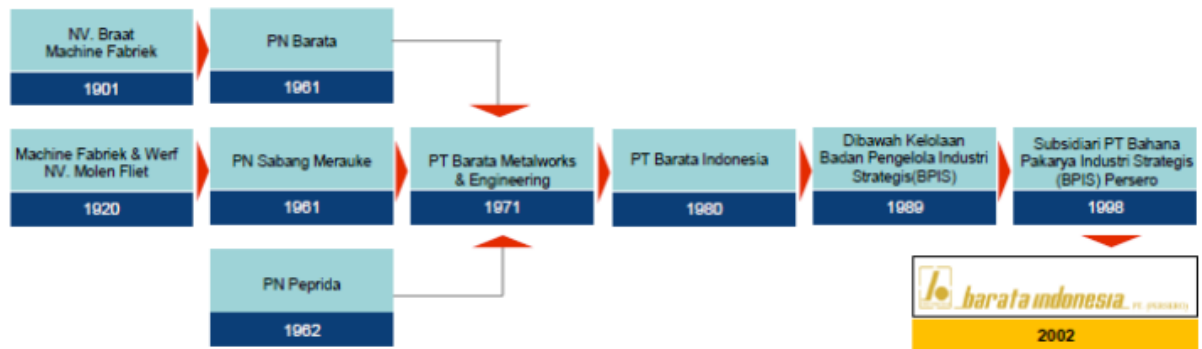 NV. Braat
Machine Fabriek
1901
PN Barata
1961
Machine Fabriek & Werf
NV. Molen Fliet
1920
PN Sabang Merauke
1961
PT Barata Metalworks
& Engineering
1971
PT Barata Indonesia
1980
Dibawah Kelolaan
Badan Pengelola Industri
Strategis(BPIS)
1989
Subsidiari PT Bahana
Pakarya Industri Strategis
(BPIS) Persero
1998
PN Peprida
1962
barata indonesia PT. (PERSERO)
2002